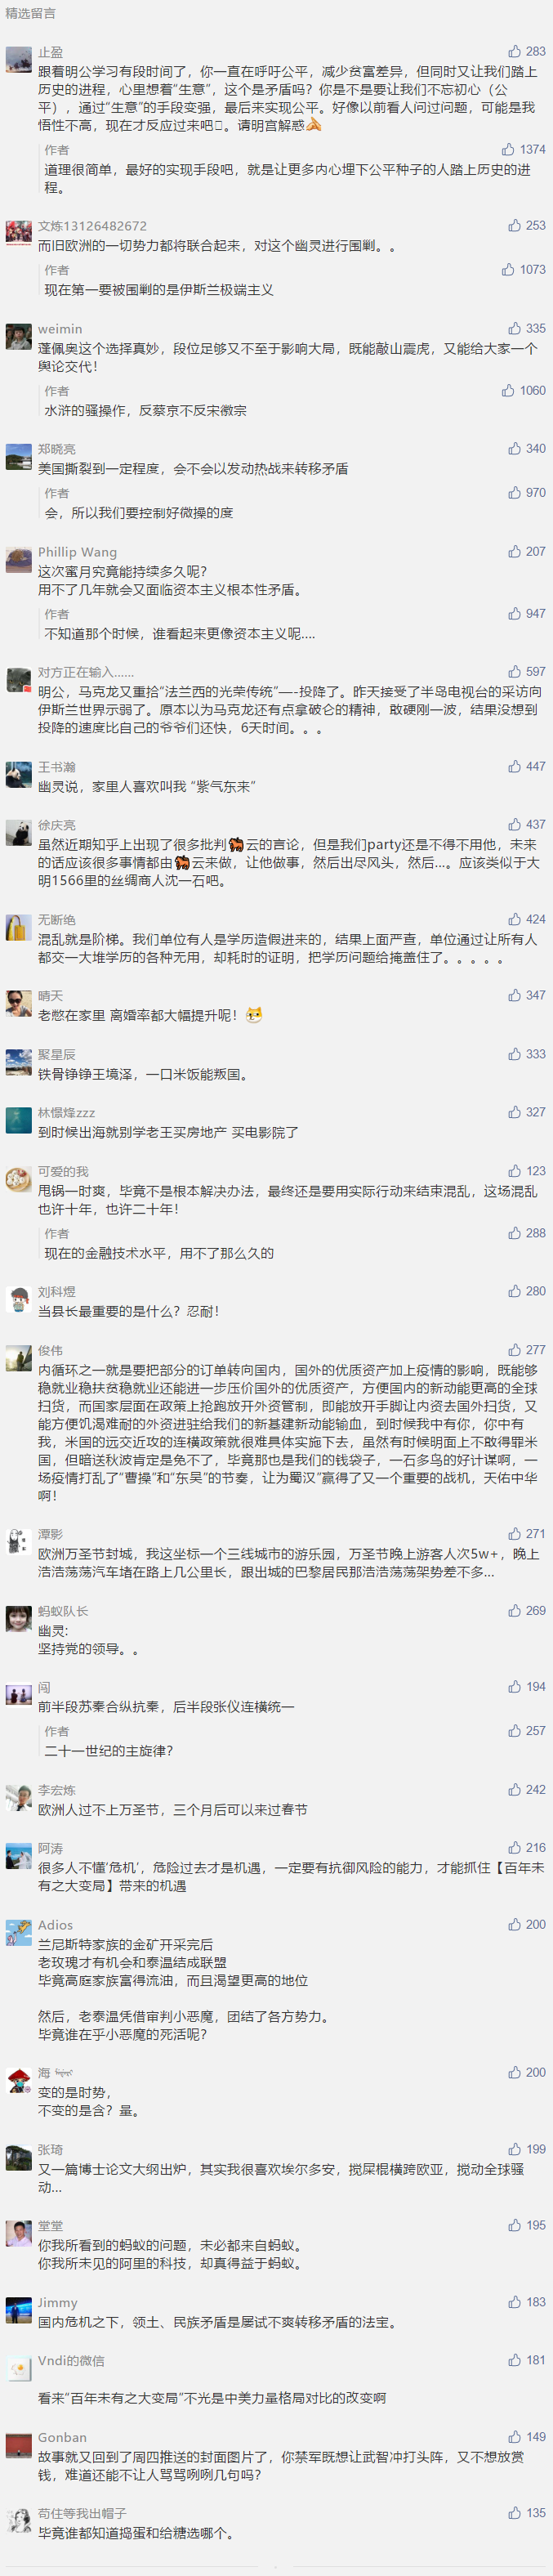 精选留言
止盈
283
跟着明公学习有段时间了，你一直在呼吁公平，减少贫富差异，但同时又让我们踏上
历史的进程，心里想着“生意”，这个是矛盾吗？你是不是要让我们不忘初心（公
平），通过“生意”的手段变强，最后来实现公平。好像以前看人问过问题，可能是我
悟性不高，现在才反应过来吧。请明宫解惑
作者
1374
道理很简单，最好的实现手段吧，就是让更多内心埋下公平种子的人踏上历史的进
程。
文炼13126482672
253
而旧欧洲的一切势力都将联合起来，对这个幽灵进行围剿。。
作者
1073
现在第一要被围剿的是伊斯兰极端主义
weimin
335
蓬佩奥这个选择真妙，段位足够又不至于影响大局，既能敲山震虎，又能给大家一个
舆论交代！
作者
1060
水浒的骚操作，反蔡京不反宋徽宗
郑晓亮
340
美国撕裂到一定程度，会不会以发动热战来转移矛盾
作者
970
会，所以我们要控制好微操的度
Phillip Wang
207
这次蜜月究竟能持续多久呢？
用不了几年就会又面临资本主义根本性矛盾。
作者
947
不知道那个时候，谁看起来更像资本主义呢....
对方正在输入......
597
明公，马克龙又重拾“法兰西的光荣传统”—-投降了。昨天接受了半岛电视台的采访向
伊斯兰世界示弱了。原本以为马克龙还有点拿破仑的精神，敢硬刚一波，结果没想到
投降的速度比自己的爷爷们还快，6天时间。。。
王书瀚
447
幽灵说，家里人喜欢叫我 “紫气东来”
徐庆亮
437
虽然近期知乎上出现了很多批判🐎云的言论，但是我们party还是不得不用他，未来
的话应该很多事情都由🐎云来做，让他做事，然后出尽风头，然后...。应该类似于大
明1566里的丝绸商人沈一石吧。
无断绝
424
混乱就是阶梯。我们单位有人是学历造假进来的，结果上面严查，单位通过让所有人
都交一大堆学历的各种无用，却耗时的证明，把学历问题给掩盖住了。。。。。
晴天
347
老憋在家里 离婚率都大幅提升呢！
聚星辰
333
铁骨铮铮王境泽，一口米饭能叛国。
林憬烽zzz
327
到时候出海就别学老王买房地产 买电影院了
可爱的我
123
甩锅一时爽，毕竟不是根本解决办法，最终还是要用实际行动来结束混乱，这场混乱
也许十年，也许二十年！
作者
288
现在的金融技术水平，用不了那么久的
刘科煜
280
当县长最重要的是什么？忍耐！
俊伟
277
内循环之一就是要把部分的订单转向国内，国外的优质资产加上疫情的影响，既能够
稳就业稳扶贫稳就业还能进一步压价国外的优质资产，方便国内的新动能更高的全球
扫货，而国家层面在政策上抢跑放开外资管制，即能放开手脚让内资去国外扫货，又
能方便饥渴难耐的外资进驻给我们的新基建新动能输血，到时候我中有你，你中有
我，米国的远交近攻的连横政策就很难具体实施下去，虽然有时候明面上不敢得罪米
国，但暗送秋波肯定是免不了，毕竟那也是我们的钱袋子，一石多鸟的好计谋啊，一
场疫情打乱了“曹操”和“东吴”的节奏，让为蜀汉”赢得了又一个重要的战机，天佑中华
啊！
潭影
271
欧洲万圣节封城，我这坐标一个三线城市的游乐园，万圣节晚上游客人次5w+，晚上
浩浩荡荡汽车堵在路上几公里长，跟出城的巴黎居民那浩浩荡荡架势差不多...
蚂蚁队长
269
幽灵:
坚持党的领导。。
闯
194
前半段苏秦合纵抗秦，后半段张仪连横统一
作者
257
二十一世纪的主旋律？
李宏炼
242
欧洲人过不上万圣节，三个月后可以来过春节
阿涛
216
很多人不懂‘危机’，危险过去才是机遇，一定要有抗御风险的能力，才能抓住【百年未
有之大变局】带来的机遇
Adios
200
兰尼斯特家族的金矿开采完后
老玫瑰才有机会和泰温结成联盟
毕竟高庭家族富得流油，而且渴望更高的地位
然后，老泰温凭借审判小恶魔，团结了各方势力。
毕竟谁在乎小恶魔的死活呢？
海
200
变的是时势，
不变的是含？量。
张琦
199
又一篇博士论文大纲出炉，其实我很喜欢埃尔多安，搅屎棍横跨欧亚，搅动全球骚
动...
堂堂
195
你我所看到的蚂蚁的问题，未必都来自蚂蚁。
你我所未见的阿里的科技，却真得益于蚂蚁。
Jimmy
183
国内危机之下，领土、民族矛盾是屡试不爽转移矛盾的法宝。
Vndi的微信
181
看来“百年未有之大变局”不光是中美力量格局对比的改变啊
Gonban
149
故事就又回到了周四推送的封面图片了，你禁军既想让武智冲打头阵，又不想放赏
钱，难道还能不让人骂骂咧咧几句吗？
苟住等我出帽子
135
毕竟谁都知道捣蛋和给糖选哪个。